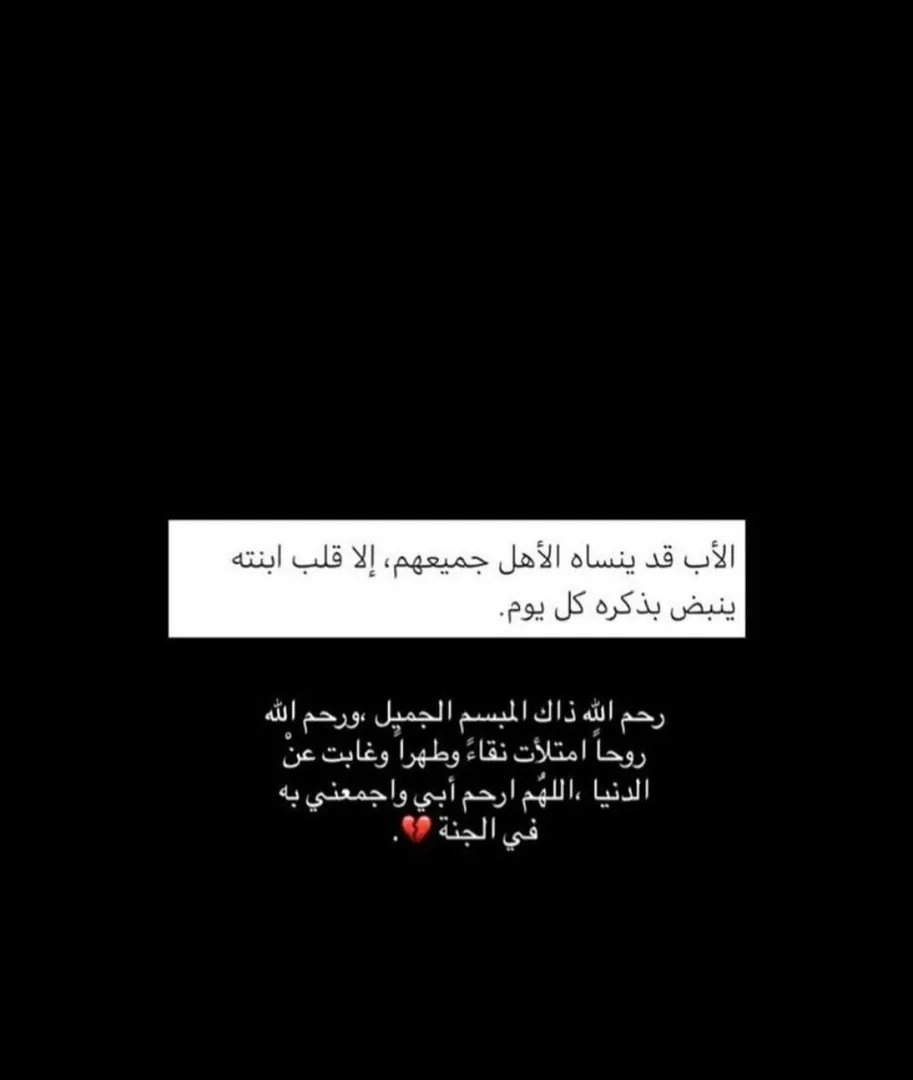 الأب قد ينساه الأهل جميعهم، إلا قلب ابنته
ينبض بذكره كل يوم.
رحم الله ذاك المبسم الجميل ،ورحم الله
روحاً امتلأت نقاءً وطهراً وغابت عنْ
الدنيا ،اللهُم ارحم أبي واجمعني به
في الجنة 💔.